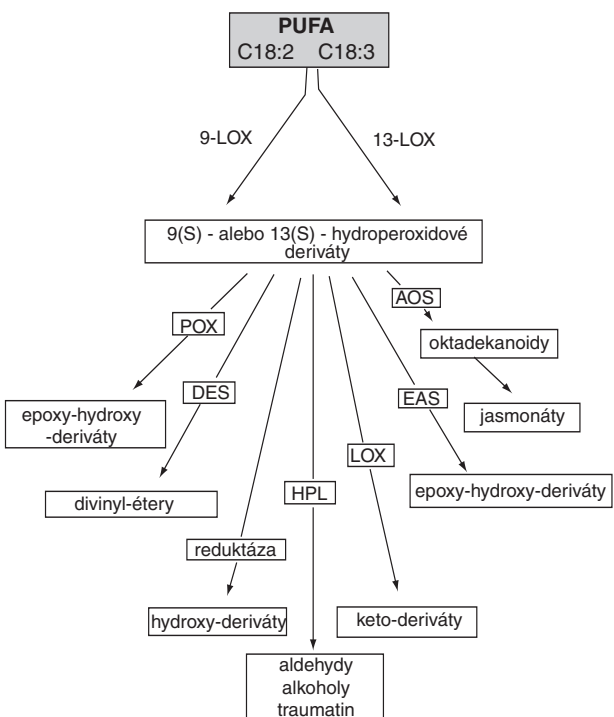 PUFA
C18:2 C18:3
9-LOX
13-LOX
9(S) - alebo 13(S) - hydroperoxidové
deriváty
AOS
POX
oktadekanoidy
DES
EAS
epoxy-hydroxy
-deriváty
jasmonáty
LOX
HPL
epoxy-hydroxy-deriváty
divinyl-étery
reduktáza
hydroxy-deriváty
keto-deriváty
aldehydy
alkoholy
traumatin